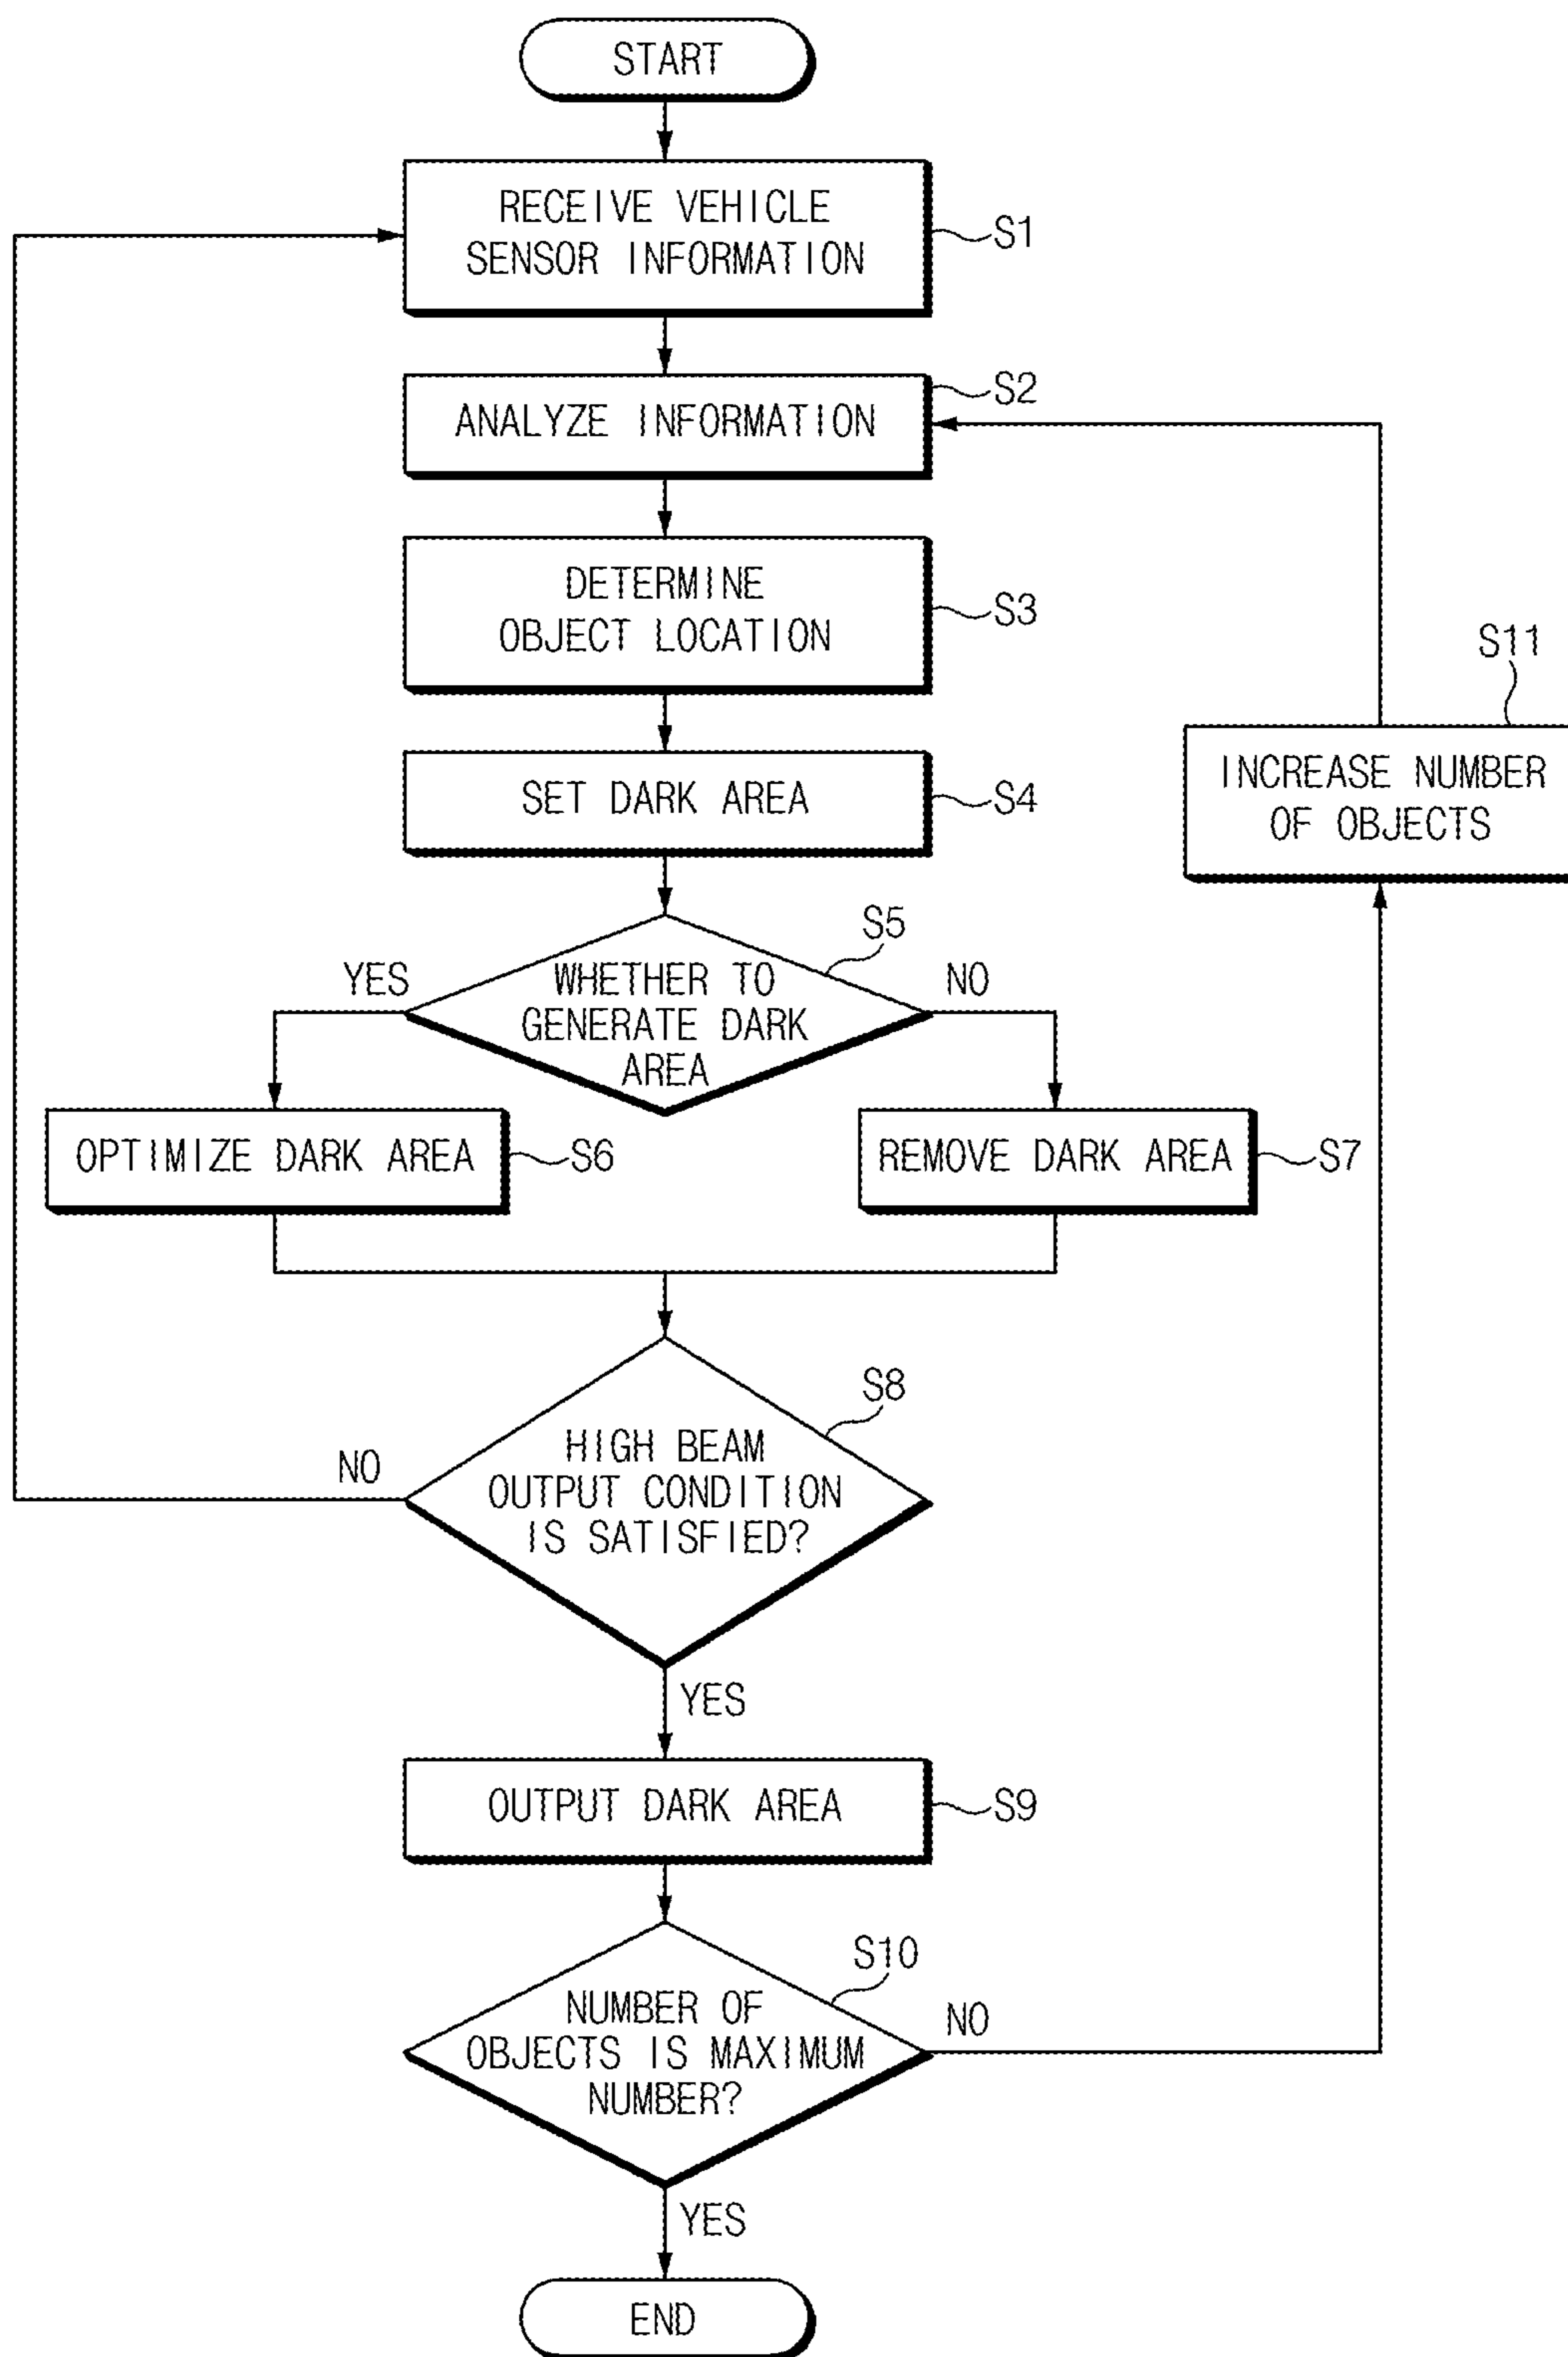 START
RECEIVE VEHICLE
SENSOR INFORMATION
S1
ANALYZE INFORMATION
S2
DETERMINE
OBJECT LOCATION
S3
S11
INCREASE NUMBER
OF OBJECTS
SET DARK AREA
S4
S5
YES
WHETHER TO
GENERATE DARK
AREA
NO
OPTIMIZE DARK AREA
S6
REMOVE DARK AREA
S7
S8
NO
HIGH BEAM
OUTPUT CONDITION
IS SATISFIED?
YES
OUTPUT DARK AREA
S9
S10
NUMBER OF
OBJECTS IS MAXIMUM
NUMBER?
NO
YES
END